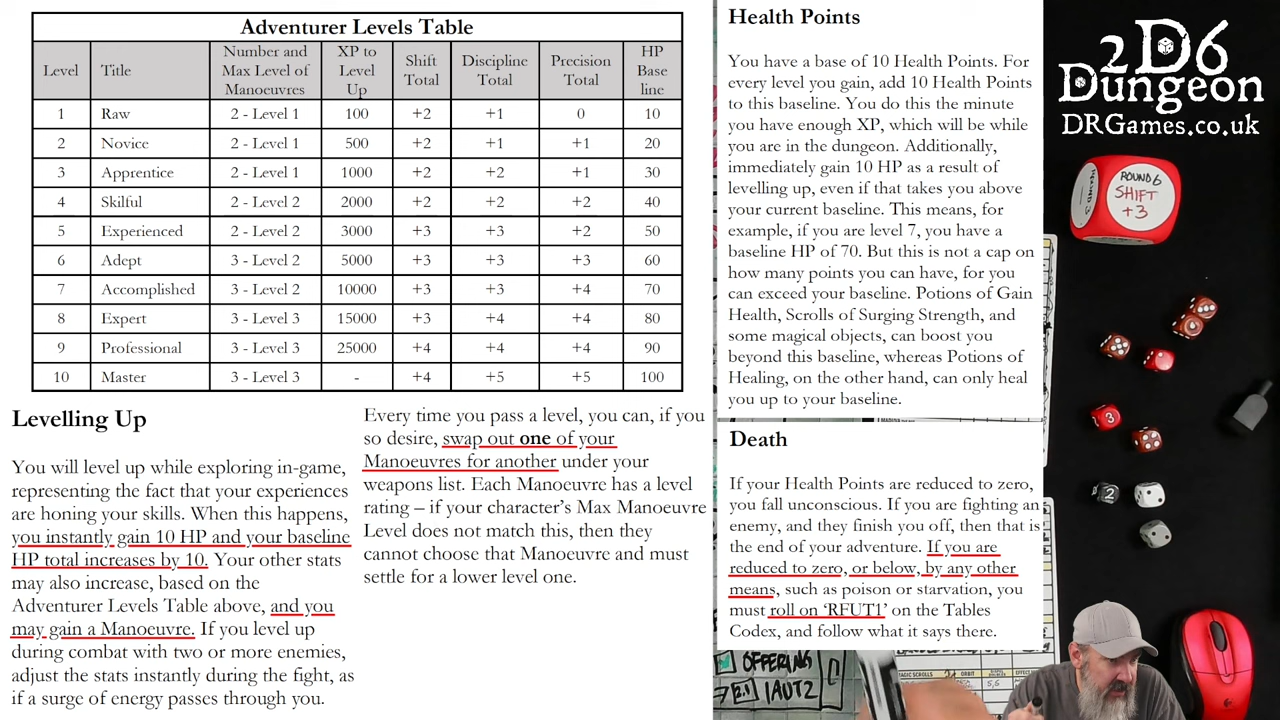 Adventurer Levels Table
Level Title Number and Max Level of Manoeuvres XP to Level Up Shift Total Discipline Total Precision Total HP Base line
1 Raw 2 - Level 1 100 +2 +1 0 10
2 Novice 2 - Level 1 500 +2 +1 +1 20
3 Apprentice 2 - Level 1 1000 +2 +2 +1 30
4 Skilful 2 - Level 2 2000 +2 +2 +2 40
5 Experienced 2 - Level 2 3000 +3 +3 +2 50
6 Adept 3 - Level 2 5000 +3 +3 +3 60
7 Accomplished 3 - Level 2 10000 +3 +3 +4 70
8 Expert 3 - Level 3 15000 +3 +4 +4 80
9 Professional 3 - Level 3 25000 +4 +4 +4 90
10 Master 3 - Level 3 - +4 +5 +5 100
Levelling Up
You will level up while exploring in-game,
representing the fact that your experiences
are honing your skills. When this happens,
you instantly gain 10 HP and your baseline
HP total increases by 10. Your other stats
may also increase, based on the
Adventurer Levels Table above, and you
may gain a Manoeuvre. If you level up
during combat with two or more enemies,
adjust the stats instantly during the fight, as
if a surge of energy passes through you.
Every time you pass a level, you can, if you
so desire, swap out one of your
Manoeuvres for another under your
weapons list. Each Manoeuvre has a level
rating – if your character's Max Manoeuvre
Level does not match this, then they
cannot choose that Manoeuvre and must
settle for a lower level one.
Health Points
You have a base of 10 Health Points. For
every level you gain, add 10 Health Points
to this baseline. You do this the minute
you have enough XP, which will be while
you are in the dungeon. Additionally,
immediately gain 10 HP as a result of
levelling up, even if that takes you above
your current baseline. This means, for
example, if you are level 7, you have a
baseline HP of 70. But this is not a cap on
how many points you can have, for you
can exceed your baseline. Potions of Gain
Health, Scrolls of Surging Strength, and
some magical objects, can boost you
beyond this baseline, whereas Potions of
Healing, on the other hand, can only heal
you up to your baseline.
Death
If your Health Points are reduced to zero,
you fall unconscious. If you are fighting an
enemy, and they finish you off, then that is
the end of your adventure. If you are
reduced to zero, or below, by any other
means, such as poison or starvation, you
must roll on 'RFUT1' on the Tables
Codex, and follow what it says there.
2D6
Dungeon
DRGames.co.uk
ROUND 6
SHIFT
+3
3
2
OFFERING
IAUT2
MAGIC SCROLLS ORBIT